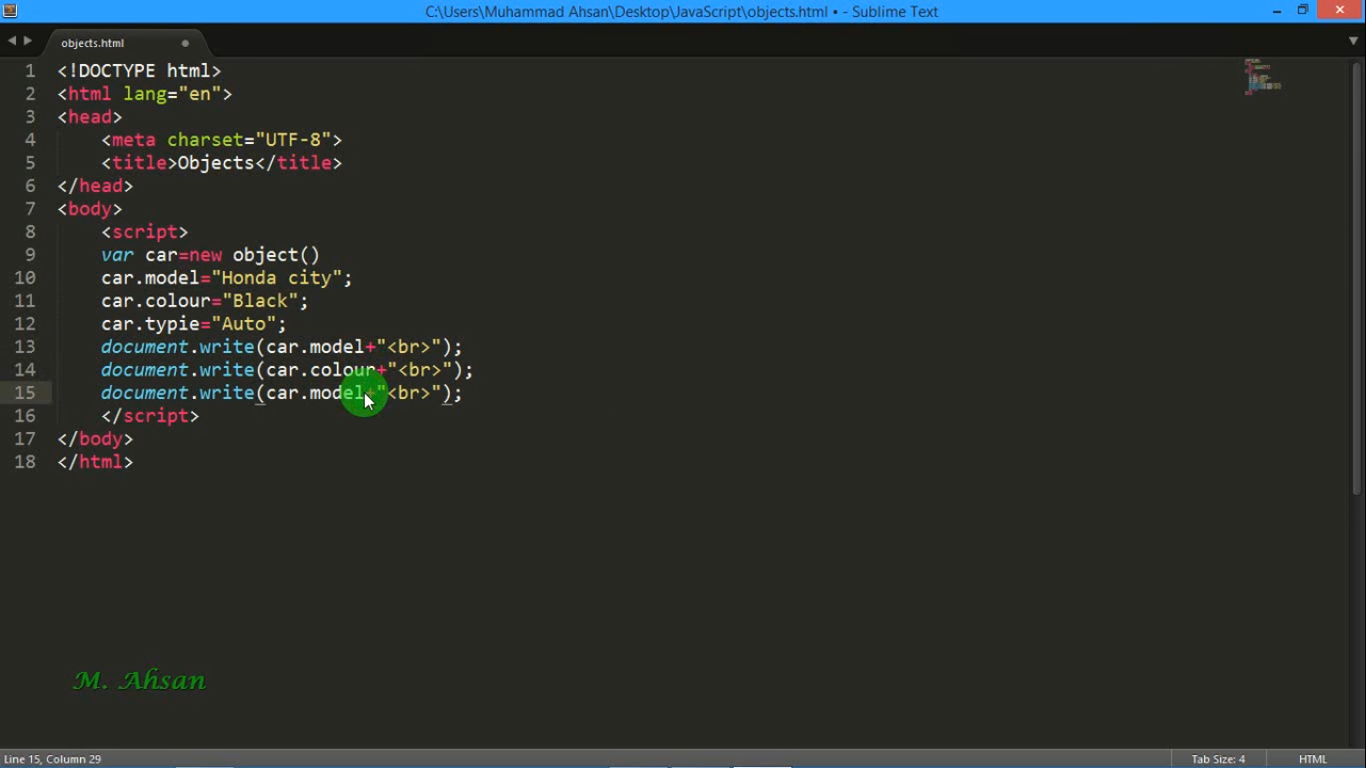 C:\Users\Muhammad Ahsan\Desktop\JavaScript\objects.html • - Sublime Text
objects.html
1 <!DOCTYPE html>
2 <html lang="en">
3 <head>
4 <meta charset="UTF-8">
5 <title>Objects</title>
6 </head>
7 <body>
8 <script>
9 var car=new object()
10 car.model="Honda city";
11 car.colour="Black";
12 car.typie="Auto";
13 document.write(car.model+"<br>");
14 document.write(car.colour+"<br>");
15 document.write(car.model+"<br>");
16 </script>
17 </body>
18 </html>
M. Ahsan
Line 15, Column 29
Tab Size: 4
HTML